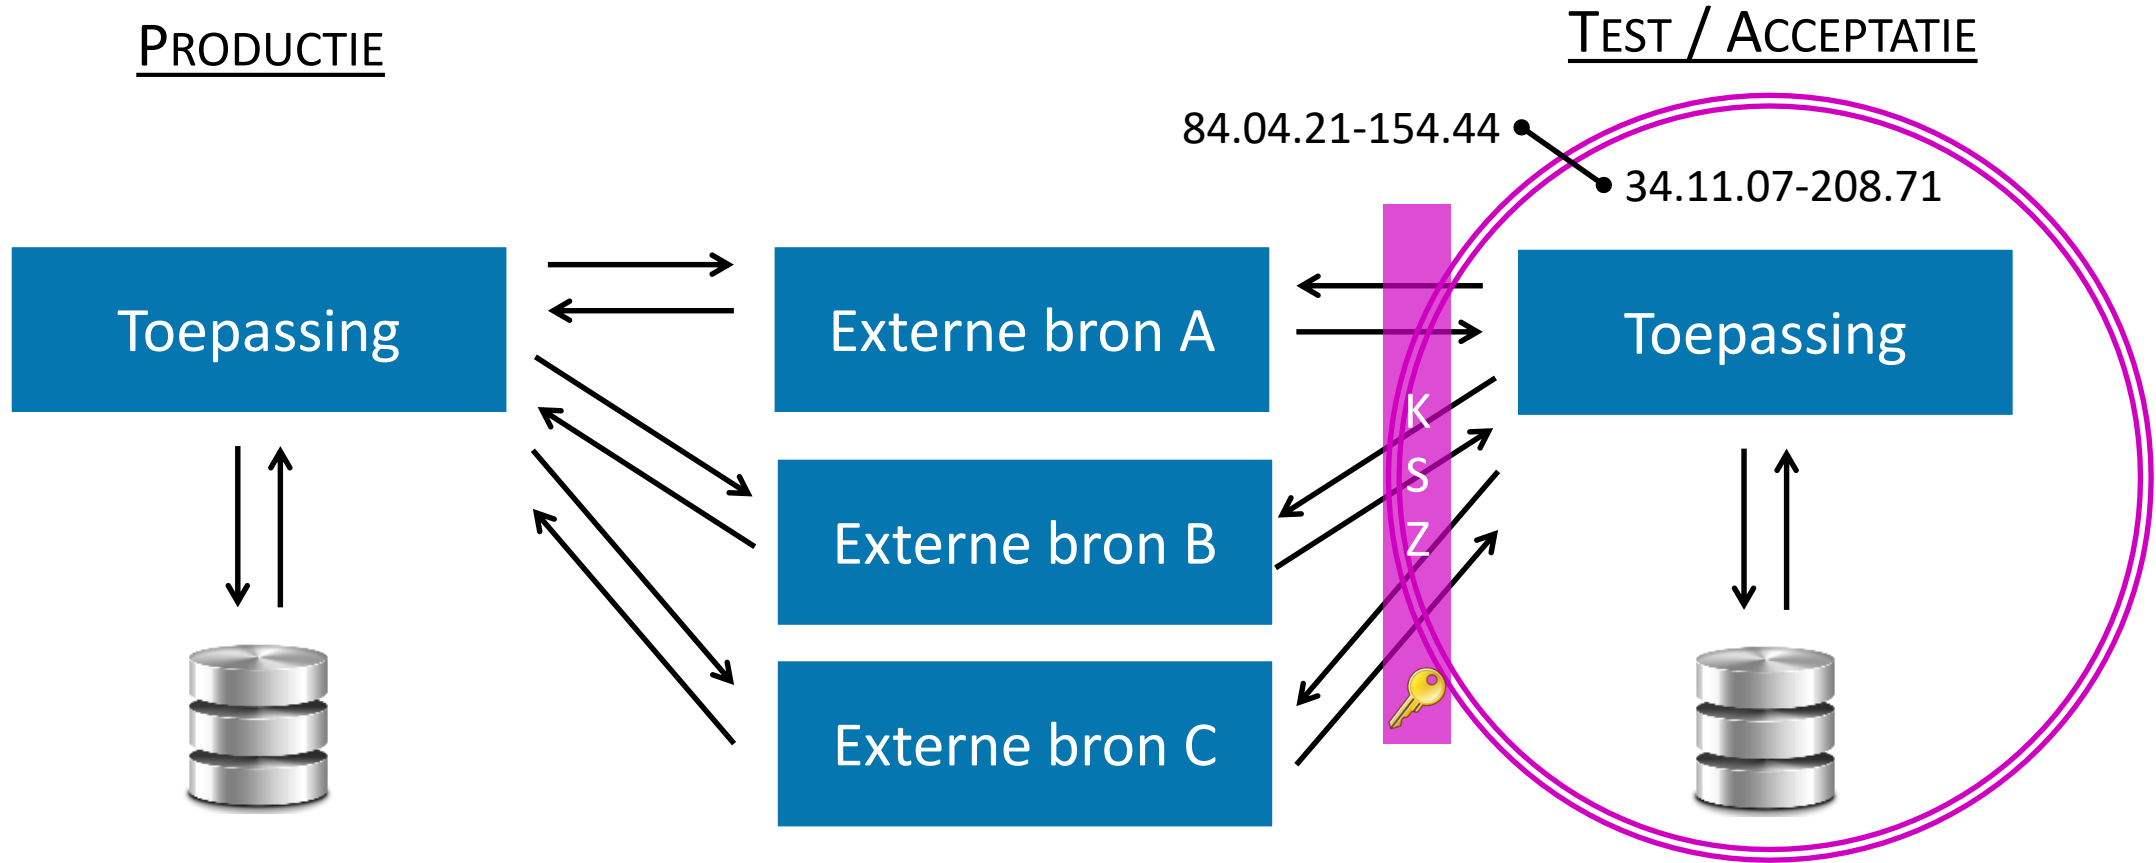 PRODUCTIE
TEST / ACCEPTATIE
84.04.21-154.44
34.11.07-208.71
Toepassing
Externe bron A
Toepassing
K
S
Z
Externe bron B
Externe bron C